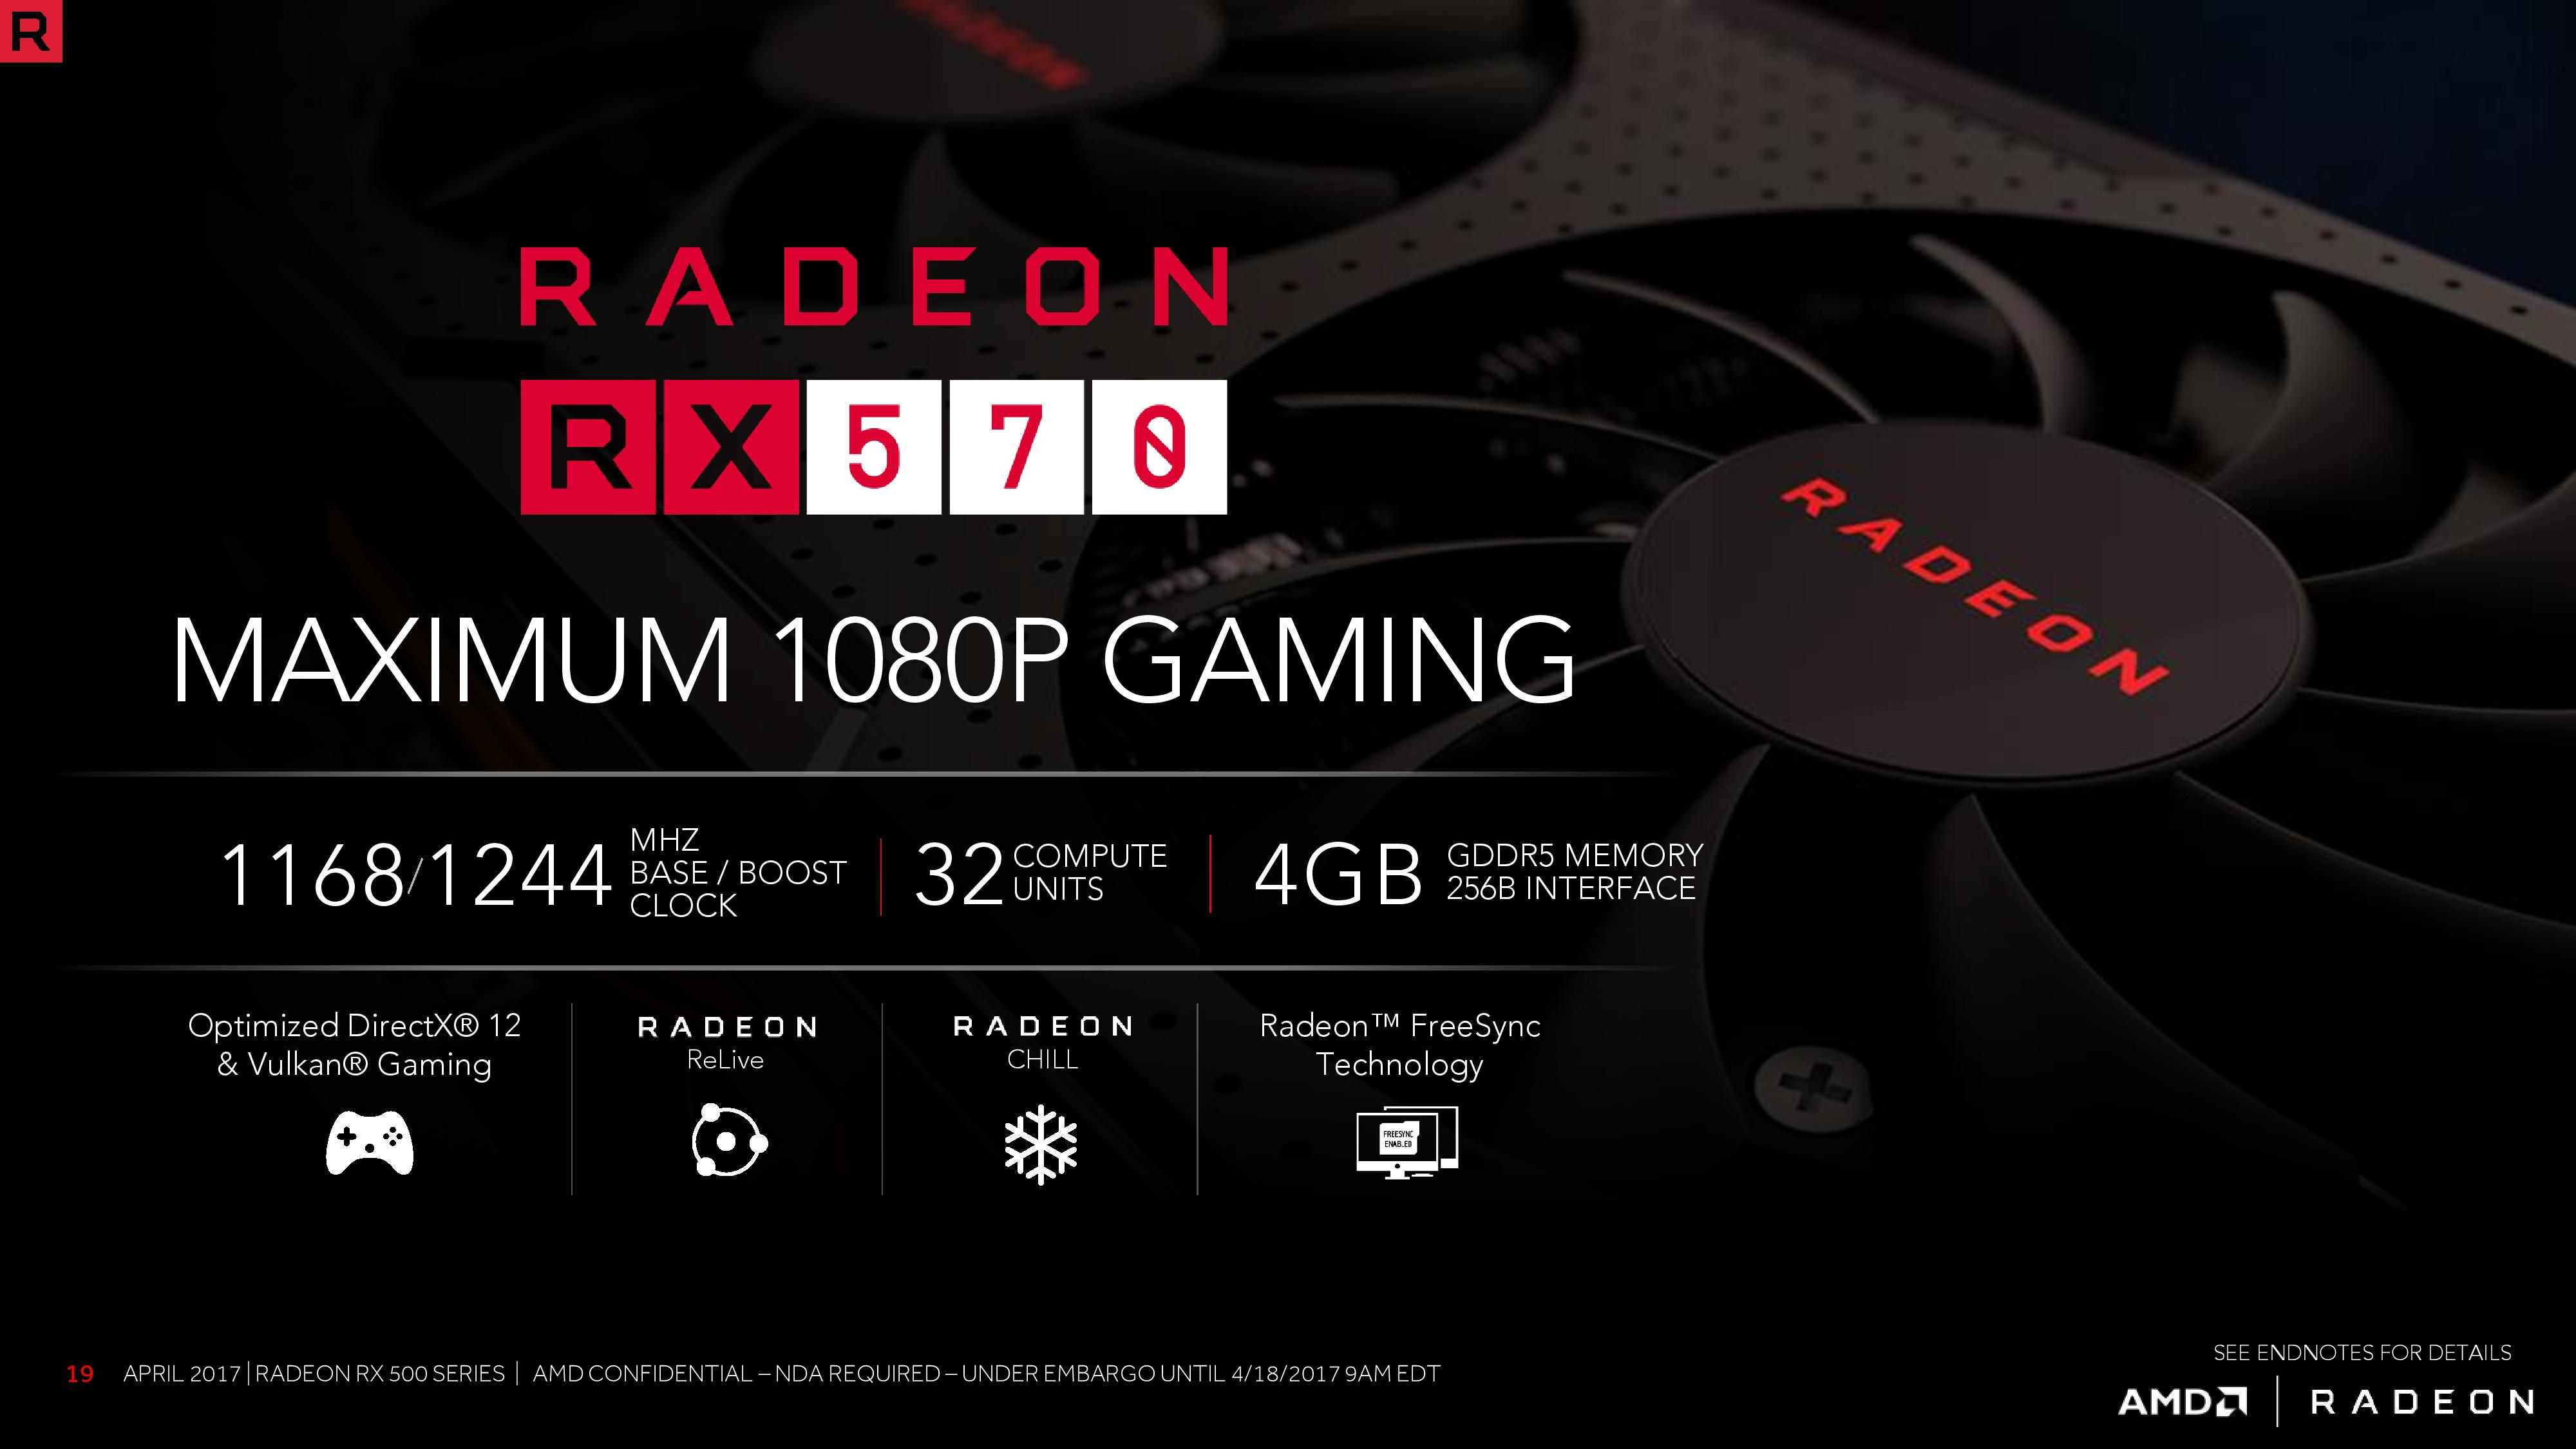 R
RADEON
RADEON
RX570
RADEON
MAXIMUM 1080P GAMING
1168/1244 MHZ
BASE / BOOST
CLOCK
32 COMPUTE
UNITS
4GB GDDR5 MEMORY
256B INTERFACE
Optimized DirectX® 12
& Vulkan® Gaming
RADEON
ReLive
RADEON
CHILL
Radeon™ FreeSync
Technology
FREESYNC
ENABLED
SEE ENDNOTES FOR DETAILS
19 APRIL 2017 | RADEON RX 500 SERIES | AMD CONFIDENTIAL – NDA REQUIRED – UNDER EMBARGO UNTIL 4/18/2017 9AM EDT
AMD | RADEON